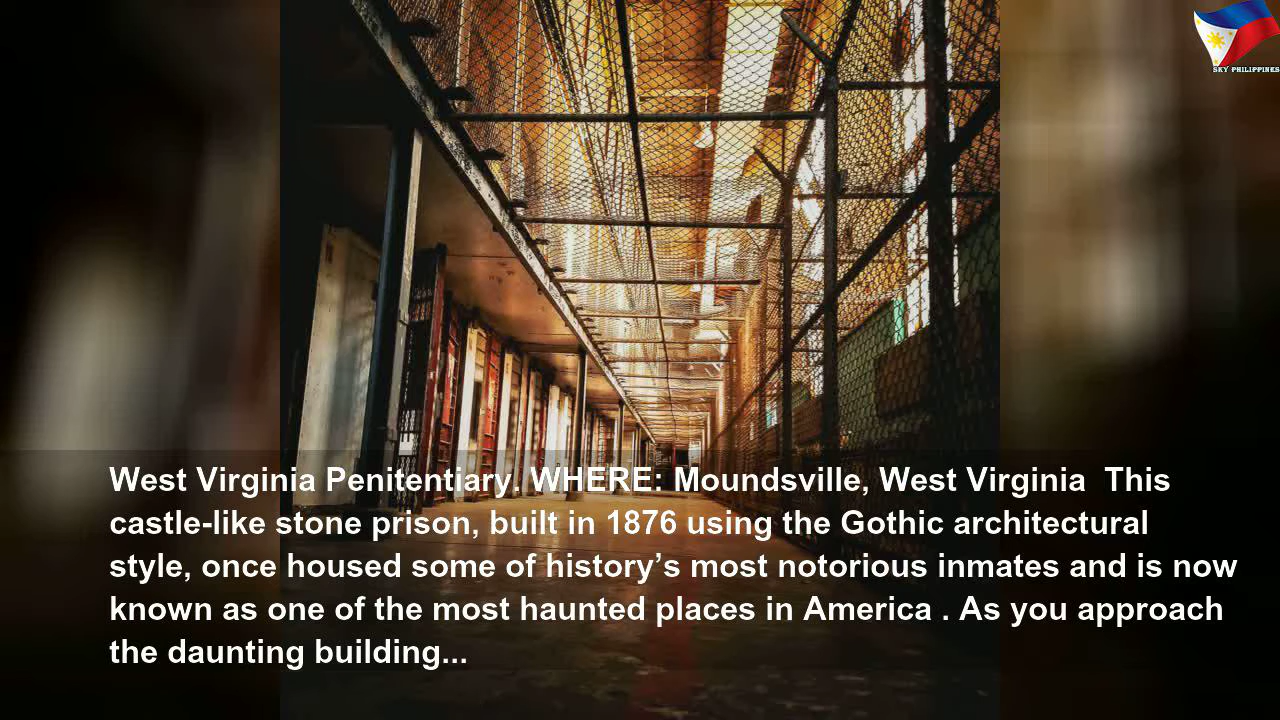 SKY PHILIPPINES
West Virginia Penitentiary. WHERE: Moundsville, West Virginia  This
castle-like stone prison, built in 1876 using the Gothic architectural
style, once housed some of history’s most notorious inmates and is now
known as one of the most haunted places in America . As you approach
the daunting building...